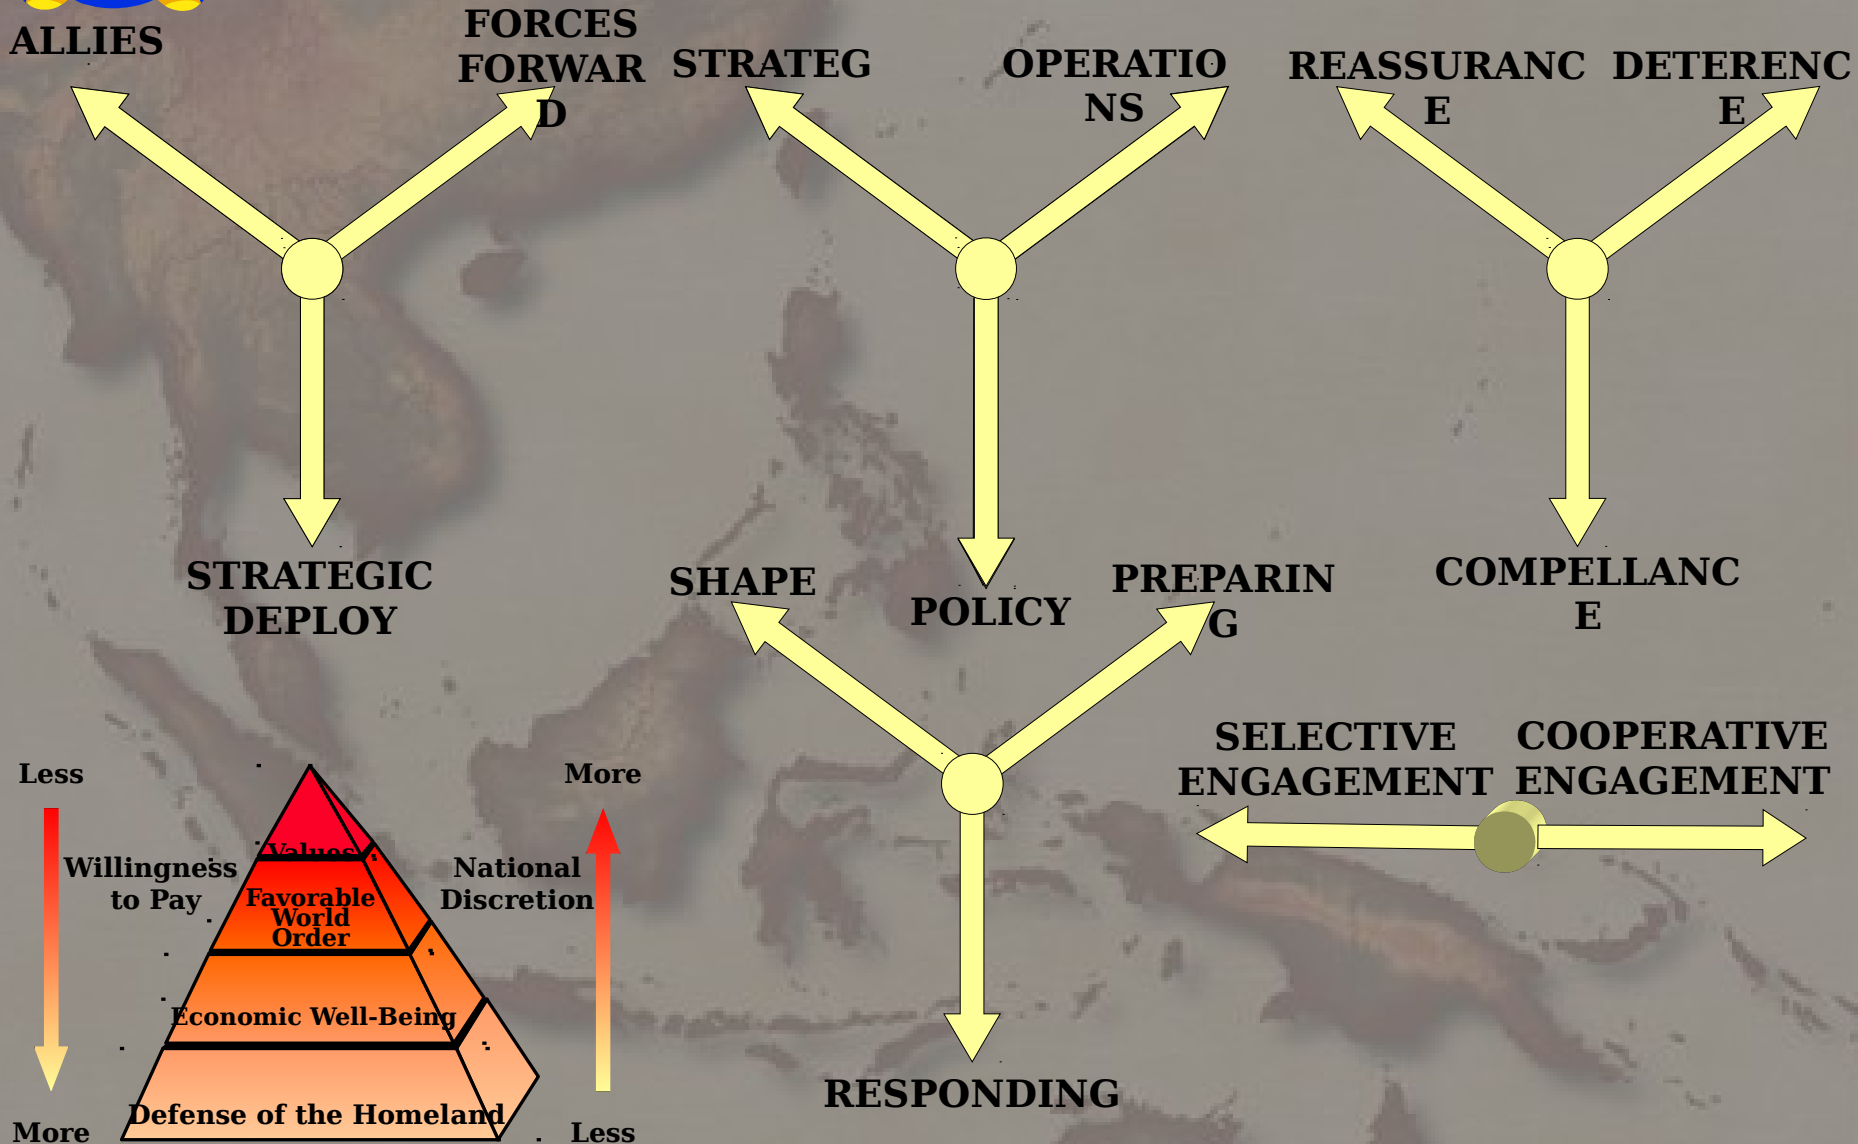 ALLIES
FORCES
FORWAR
D
STRATEG
OPERATIO
NS
REASSURANC
E
DETERENC
E
STRATEGIC
DEPLOY
SHAPE
POLICY
PREPARIN
G
COMPELLANC
E
SELECTIVE
ENGAGEMENT
COOPERATIVE
ENGAGEMENT
Less
More
Values
Willingness
to Pay
National
Discretion
Favorable
World
Order
Economic Well-Being
Defense of the Homeland
More
Less
RESPONDING